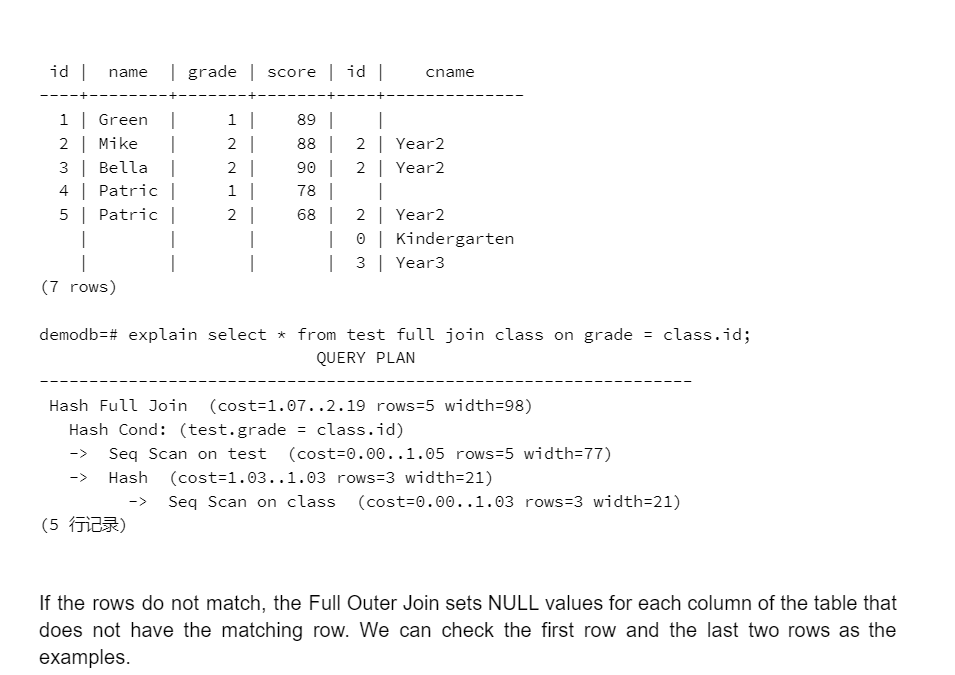 id |  name  | grade | score | id |    cname
----+--------+-------+-------+----+--------------
  1 | Green  |     1 |    89 |    |
  2 | Mike   |     2 |    88 |  2 | Year2
  3 | Bella  |     2 |    90 |  2 | Year2
  4 | Patric |     1 |    78 |    |
  5 | Patric |     2 |    68 |  2 | Year2
    |        |       |       |  0 | Kindergarten
    |        |       |       |  3 | Year3
(7 rows)
demodb=# explain select * from test full join class on grade = class.id;
                            QUERY PLAN
------------------------------------------------------------------
 Hash Full Join  (cost=1.07..2.19 rows=5 width=98)
   Hash Cond: (test.grade = class.id)
   ->  Seq Scan on test  (cost=0.00..1.05 rows=5 width=77)
   ->  Hash  (cost=1.03..1.03 rows=3 width=21)
         ->  Seq Scan on class  (cost=0.00..1.03 rows=3 width=21)
(5 行记录)
If the rows do not match, the Full Outer Join sets NULL values for each column of the table that
does not have the matching row. We can check the first row and the last two rows as the
examples.